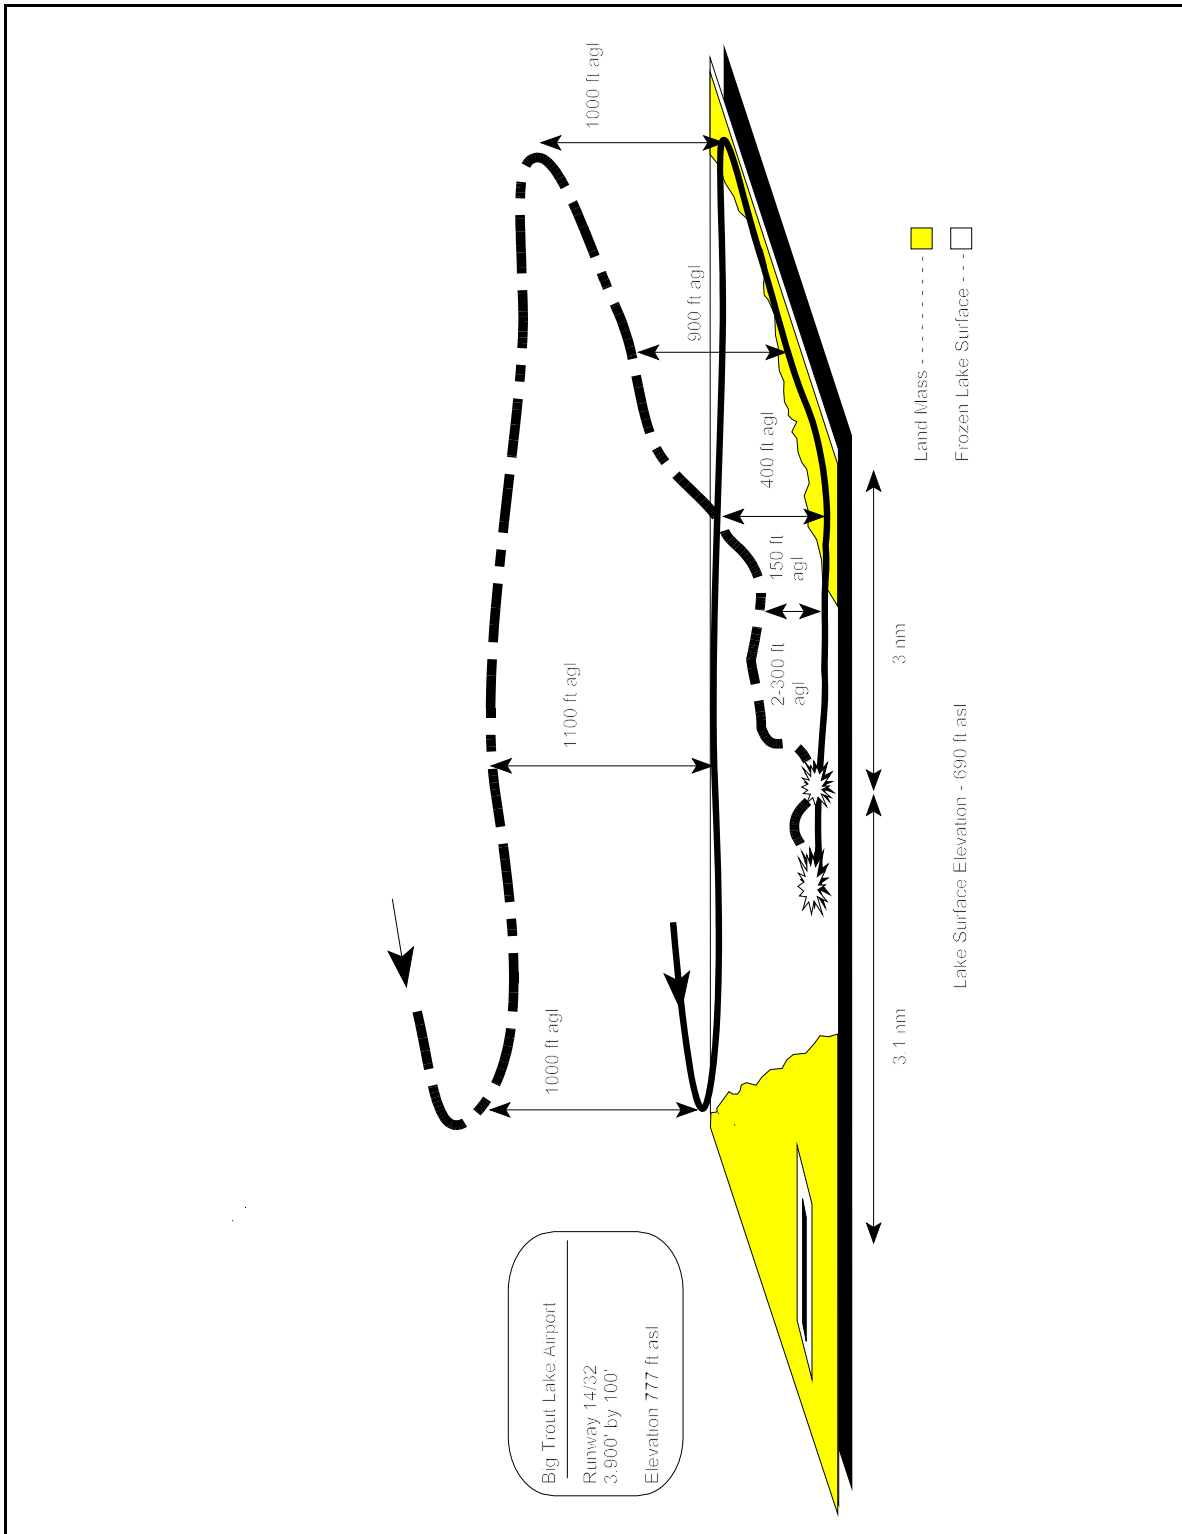 1000 ft agl
900 ft agl
400 ft agl
150 ft
agl
2-300 ft
agl
1100 ft agl
1000 ft agl
Land Mass - - - - - - - - - - -
Frozen Lake Surface - - -
3 nm
3.1 nm
Lake Surface Elevation - 690 ft asl
Big Trout Lake Airport
Runway 14/32
3.900' by 100'
Elevation 777 ft asl